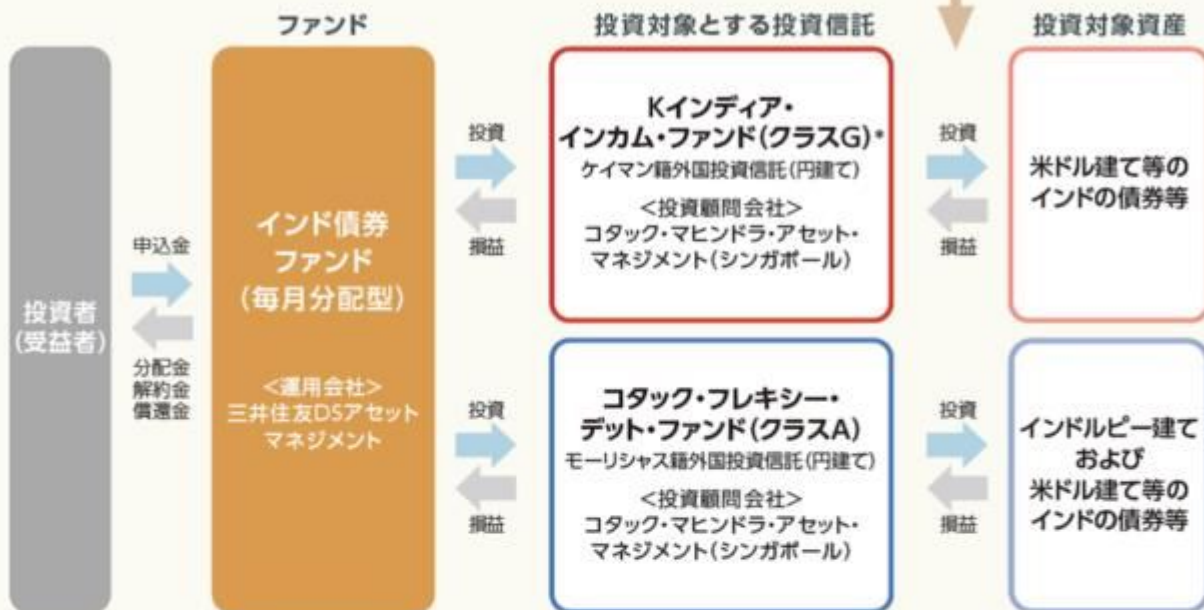 ファンド
投資対象とする投資信託
投資対象資産
投資者
(受益者)
申込金
分配金
解約金
償還金
インド債券
ファンド
(毎月分配型)
<運用会社>
三井住友DSアセット
マネジメント
投資
損益
Kインディア・
インカム・ファンド(クラスG)*
ケイマン籍外国投資信託(円建て)
<投資顧問会社>
コタック・マヒンドラ・アセット・
マネジメント(シンガポール)
投資
損益
米ドル建て等の
インドの債券等
投資
損益
コタック・フレキシー・
デット・ファンド(クラスA)
モーリシャス籍外国投資信託(円建て)
<投資顧問会社>
コタック・マヒンドラ・アセット・
マネジメント(シンガポール)
投資
損益
インドルピー建て
および
米ドル建て等の
インドの債券等